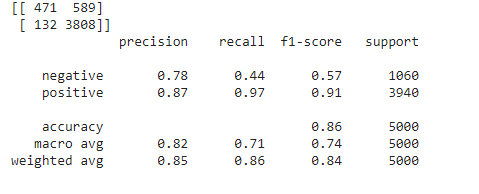 [[ 471 589]
[ 132 3808]]
precision recall f1-score support
negative 0.78 0.44 0.57 1060
positive 0.87 0.97 0.91 3940
accuracy 0.86 5000
macro avg 0.82 0.71 0.74 5000
weighted avg 0.85 0.86 0.84 5000